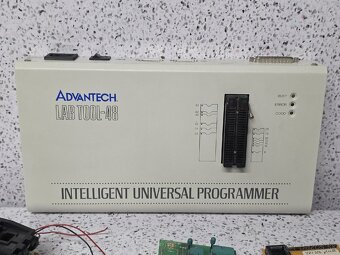 ADVANTECH
LAB TOOL-48
BUSY
ERROR
GOOD
INTELLIGENT UNIVERSAL PROGRAMMER